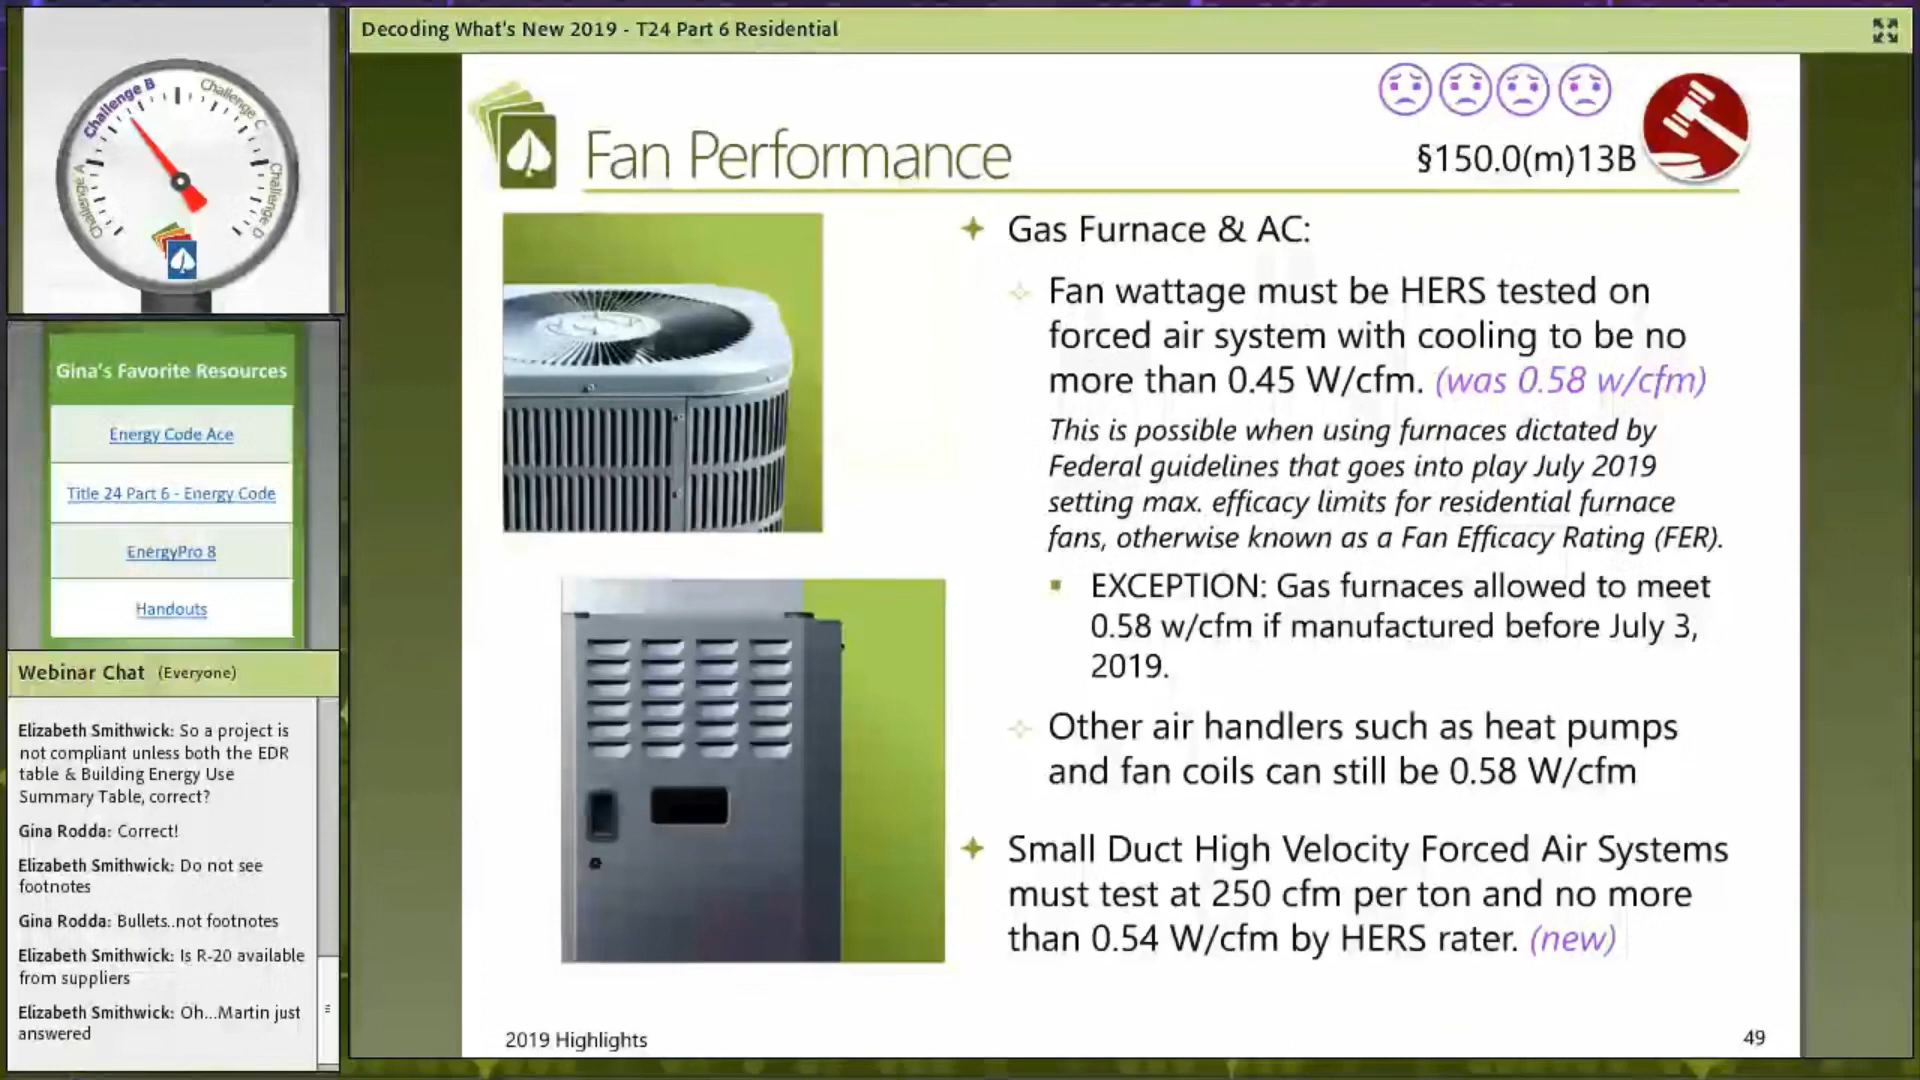 Decoding What's New 2019 - T24 Part 6 Residential
Challenge A
Challenge B
Challenge C
Challenge D
Gina's Favorite Resources
Energy Code Ace
Title 24 Part 6 - Energy Code
EnergyPro 8
Handouts
Webinar Chat (Everyone)
Elizabeth Smithwick: So a project is
not compliant unless both the EDR
table & Building Energy Use
Summary Table, correct?
Gina Rodda: Correct!
Elizabeth Smithwick: Do not see
footnotes
Gina Rodda: Bullets..not footnotes
Elizabeth Smithwick: Is R-20 available
from suppliers
Elizabeth Smithwick: Oh...Martin just
answered
Fan Performance
§150.0(m)13B
Gas Furnace & AC:
Fan wattage must be HERS tested on
forced air system with cooling to be no
more than 0.45 W/cfm. (was 0.58 w/cfm)
This is possible when using furnaces dictated by
Federal guidelines that goes into play July 2019
setting max. efficacy limits for residential furnace
fans, otherwise known as a Fan Efficacy Rating (FER).
EXCEPTION: Gas furnaces allowed to meet
0.58 w/cfm if manufactured before July 3,
2019.
Other air handlers such as heat pumps
and fan coils can still be 0.58 W/cfm
Small Duct High Velocity Forced Air Systems
must test at 250 cfm per ton and no more
than 0.54 W/cfm by HERS rater. (new)
2019 Highlights
49